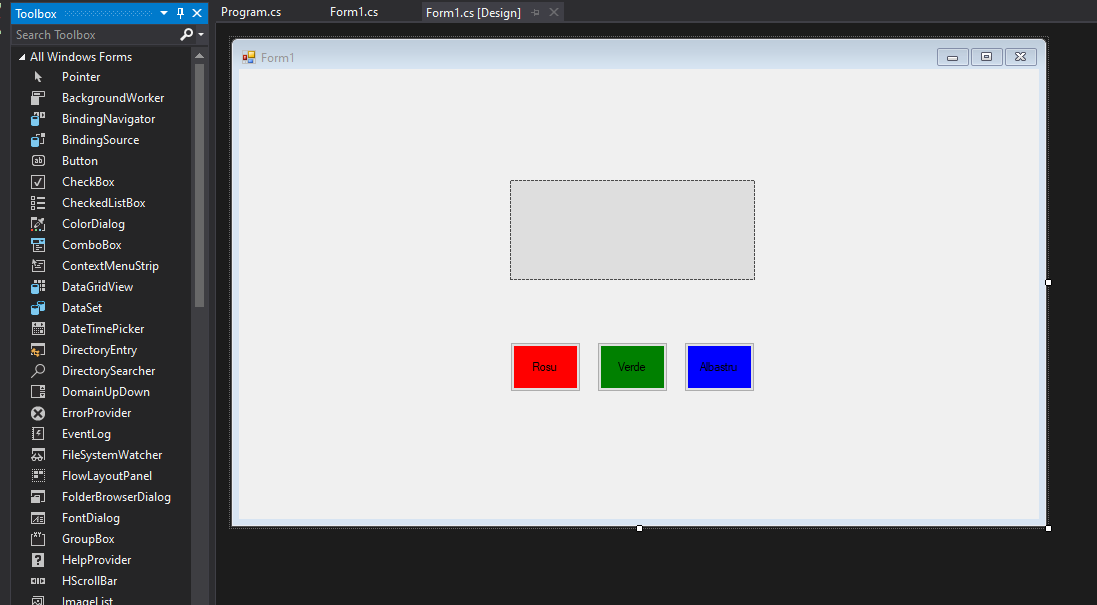 Toolbox
Program.cs
Form1.cs
Form1.cs [Design]
Search Toolbox
All Windows Forms
Pointer
BackgroundWorker
BindingNavigator
BindingSource
Button
CheckBox
CheckedListBox
ColorDialog
ComboBox
ContextMenuStrip
DataGridView
DataSet
DateTimePicker
DirectoryEntry
DirectorySearcher
DomainUpDown
ErrorProvider
EventLog
FileSystemWatcher
FlowLayoutPanel
FolderBrowserDialog
FontDialog
GroupBox
HelpProvider
HScrollBar
ImageList
Form1
Rosu
Verde
Albastru